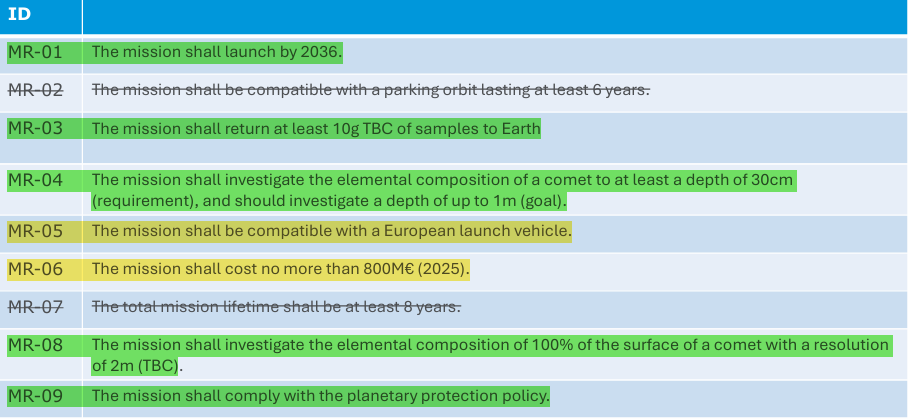 ID
MR-01 The mission shall launch by 2036.
MR-02 The mission shall be compatible with a parking orbit lasting at least 6 years.
MR-03 The mission shall return at least 10g TBC of samples to Earth
MR-04 The mission shall investigate the elemental composition of a comet to at least a depth of 30cm
(requirement), and should investigate a depth of up to 1m (goal).
MR-05 The mission shall be compatible with a European launch vehicle.
MR-06 The mission shall cost no more than 800M€ (2025).
MR-07 The total mission lifetime shall be at least 8 years.
MR-08 The mission shall investigate the elemental composition of 100% of the surface of a comet with a resolution
of 2m (TBC).
MR-09 The mission shall comply with the planetary protection policy.